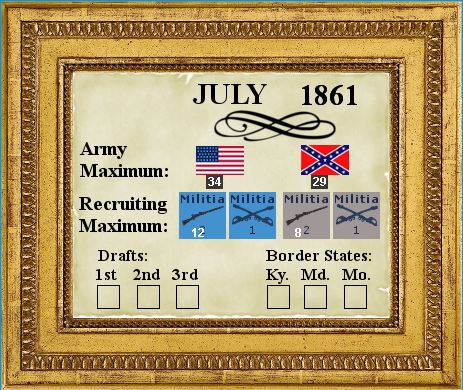 JULY 1861
Army
Maximum:
34 29
Recruiting
Maximum:
Militia Militia Militia Militia
12 2 1 8 2 1
Drafts: Border States:
1st 2nd 3rd Ky. Md. Mo.